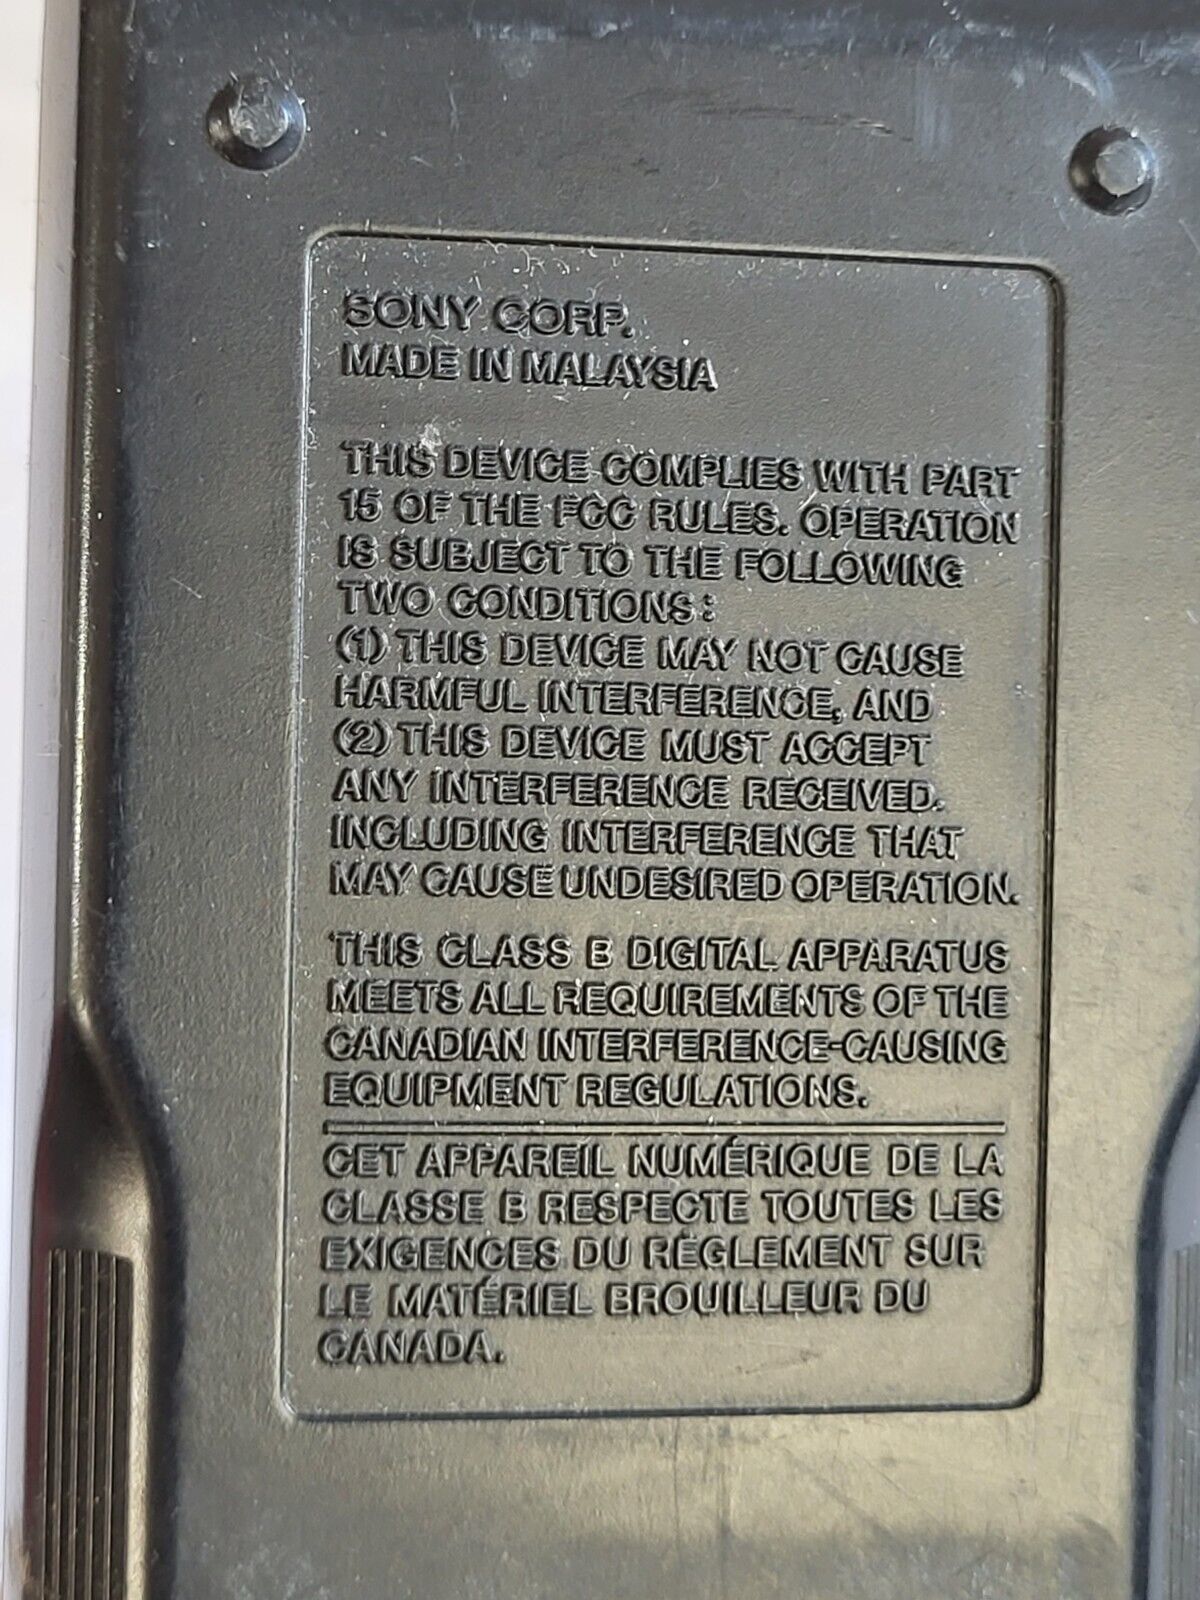 SONY CORP.
MADE IN MALAYSIA
THIS DEVICE COMPLIES WITH PART
15 OF THE FCC RULES. OPERATION
IS SUBJECT TO THE FOLLOWING
TWO CONDITIONS:
(1) THIS DEVICE MAY NOT CAUSE
HARMFUL INTERFERENCE, AND
(2) THIS DEVICE MUST ACCEPT
ANY INTERFERENCE RECEIVED.
INCLUDING INTERFERENCE THAT
MAY CAUSE UNDESIRED OPERATION.
THIS CLASS B DIGITAL APPARATUS
MEETS ALL REQUIREMENTS OF THE
CANADIAN INTERFERENCE-CAUSING
EQUIPMENT REGULATIONS.
CET APPAREIL NUMÉRIQUE DE LA
CLASSE B RESPECTE TOUTES LES
EXIGENCES DU RÈGLEMENT SUR
LE MATÉRIEL BROUILLEUR DU
CANADA.